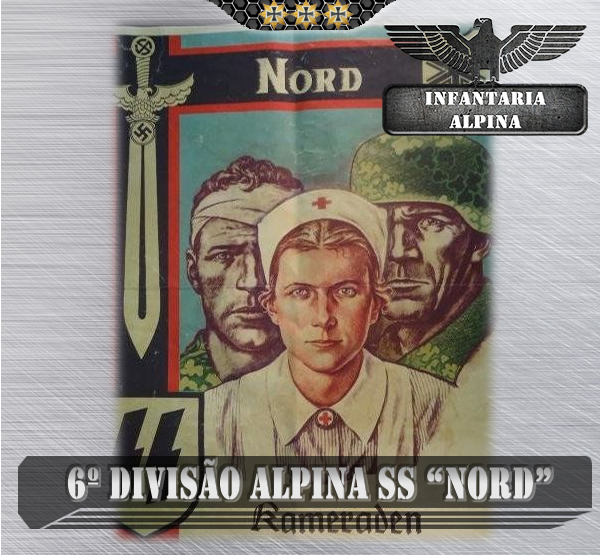 NORD
INFANTARIA
ALPINA
6º DIVISÃO ALPINA SS “NORD”
Kameraden